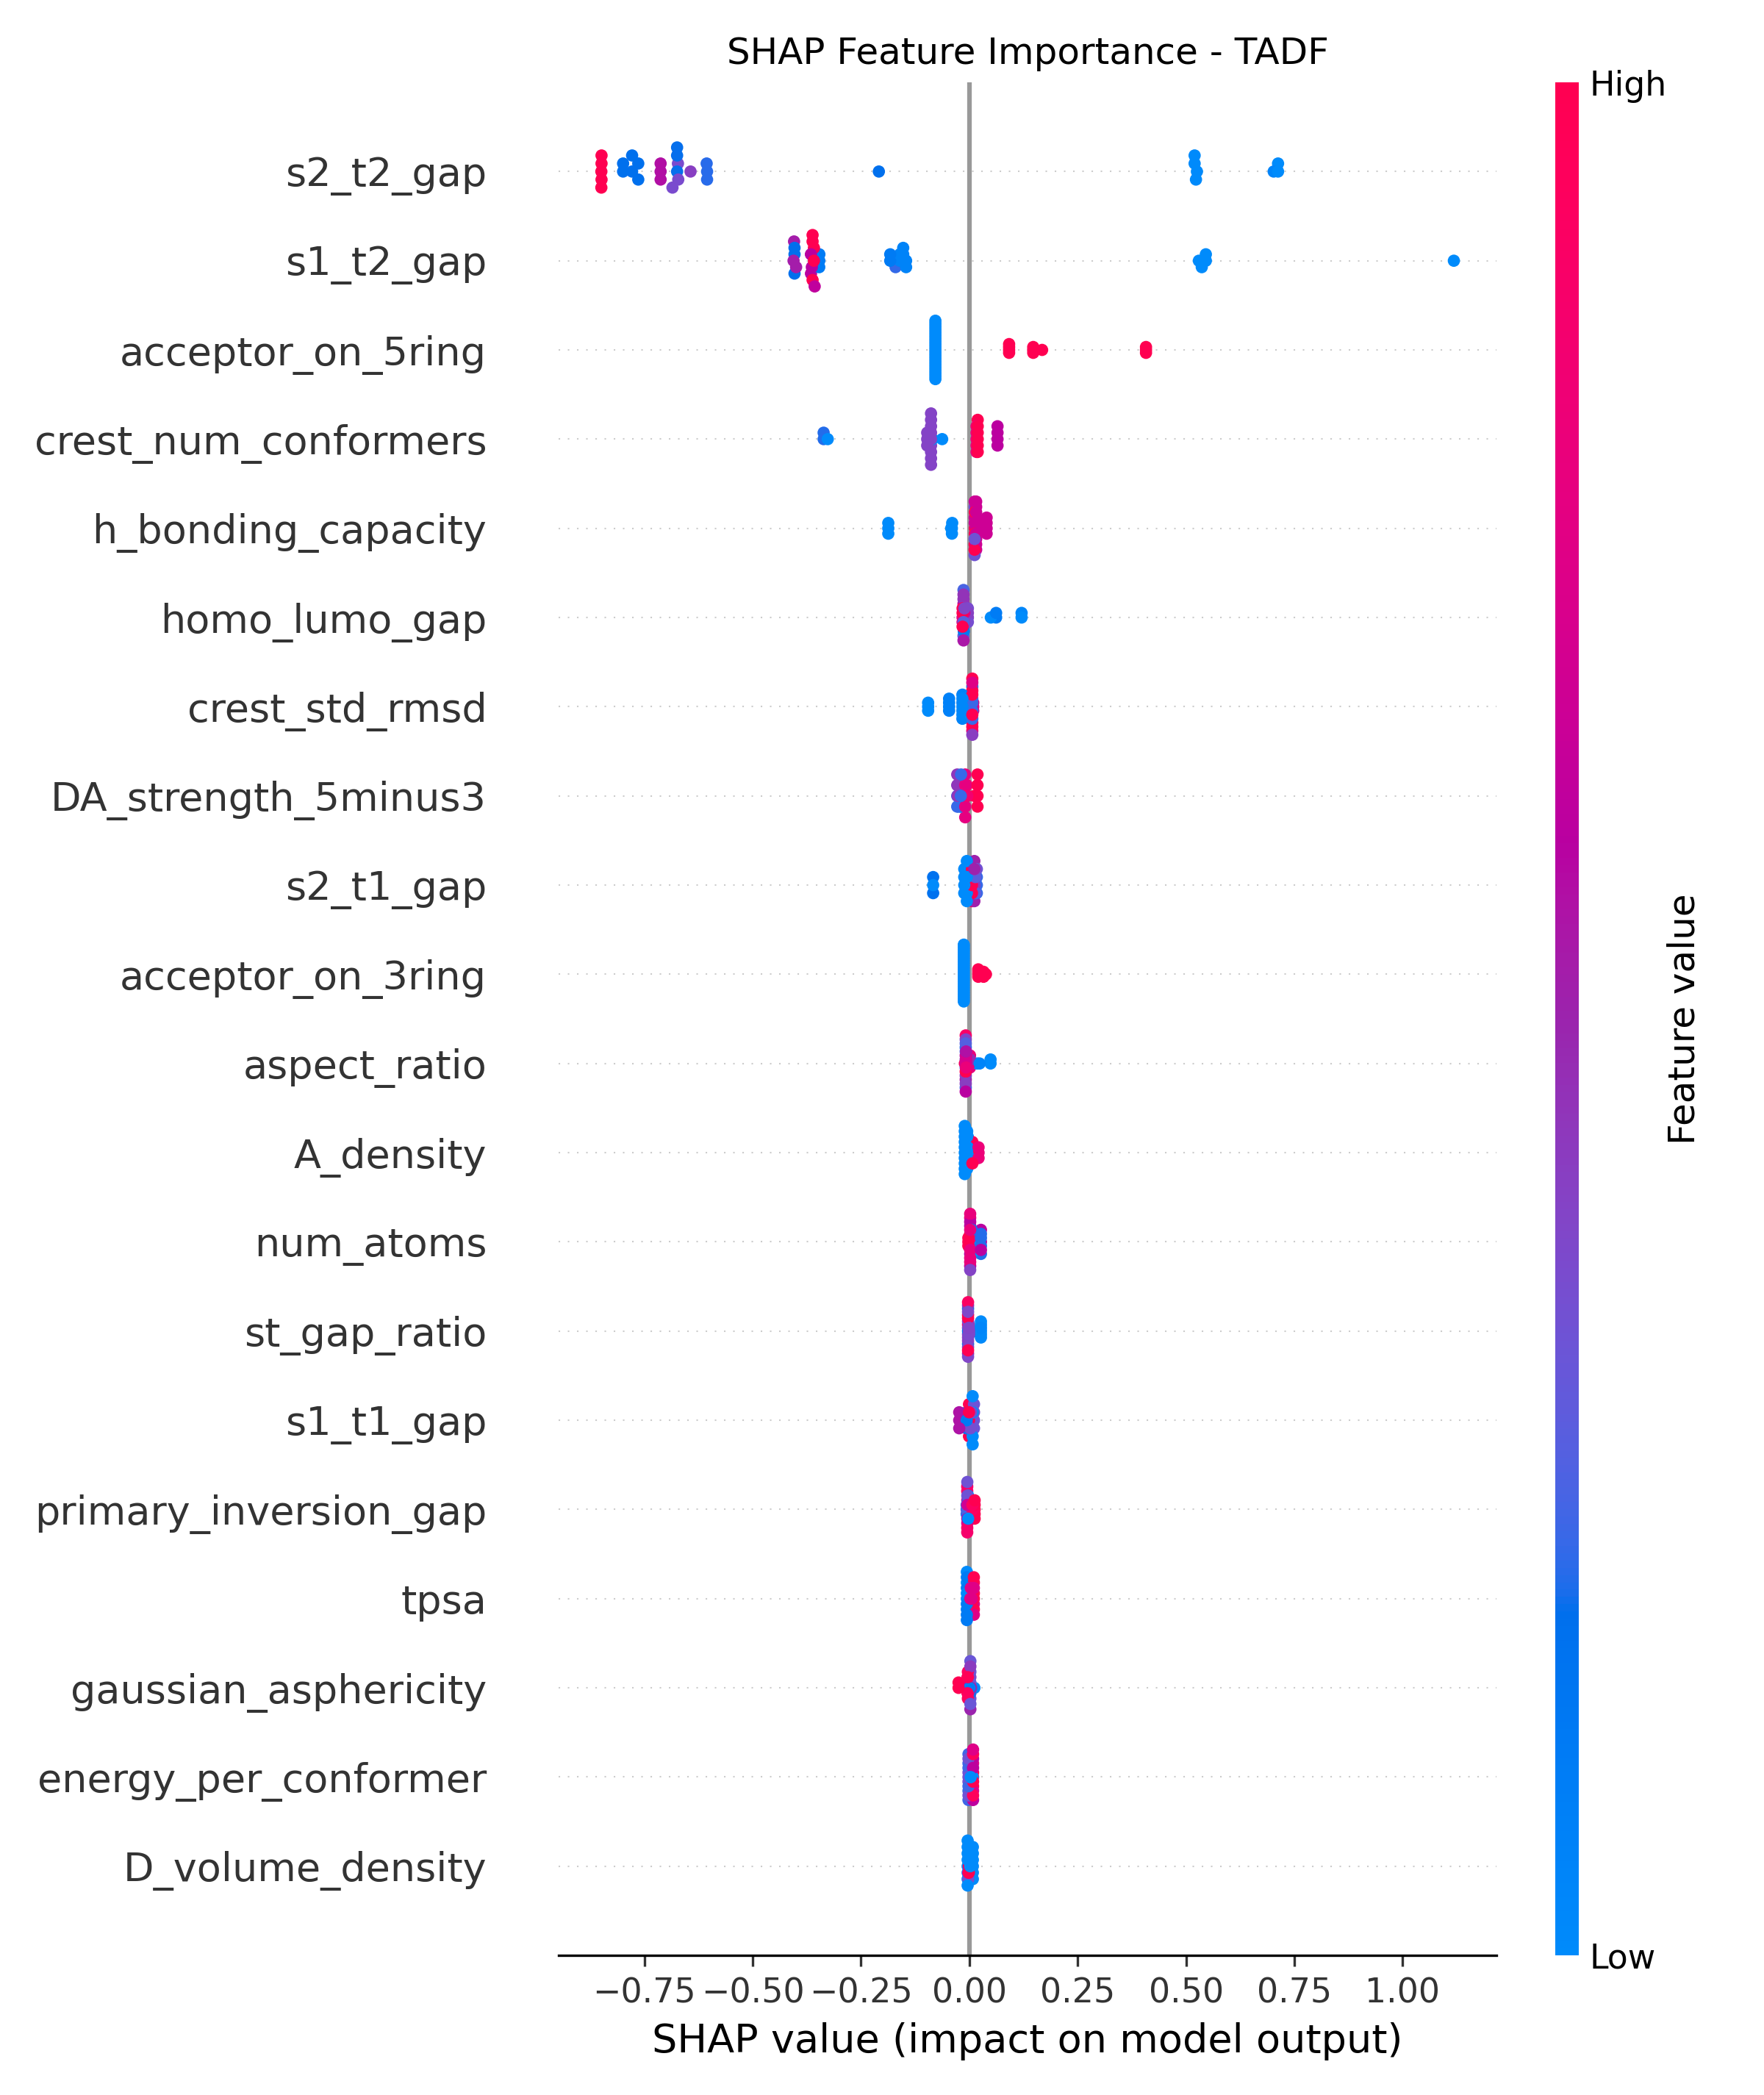 SHAP Feature Importance - TADF
High
s2_t2_gap
s1_t2_gap
acceptor_on_5ring
crest_num_conformers
h_bonding_capacity
homo_lumo_gap
crest_std_rmsd
DA_strength_5minus3
s2_t1_gap
acceptor_on_3ring
aspect_ratio
A_density
num_atoms
st_gap_ratio
s1_t1_gap
primary_inversion_gap
tpsa
gaussian_asphericity
energy_per_conformer
D_volume_density
Feature value
Low
−0.75 −0.50 −0.25 0.00 0.25 0.50 0.75 1.00
SHAP value (impact on model output)